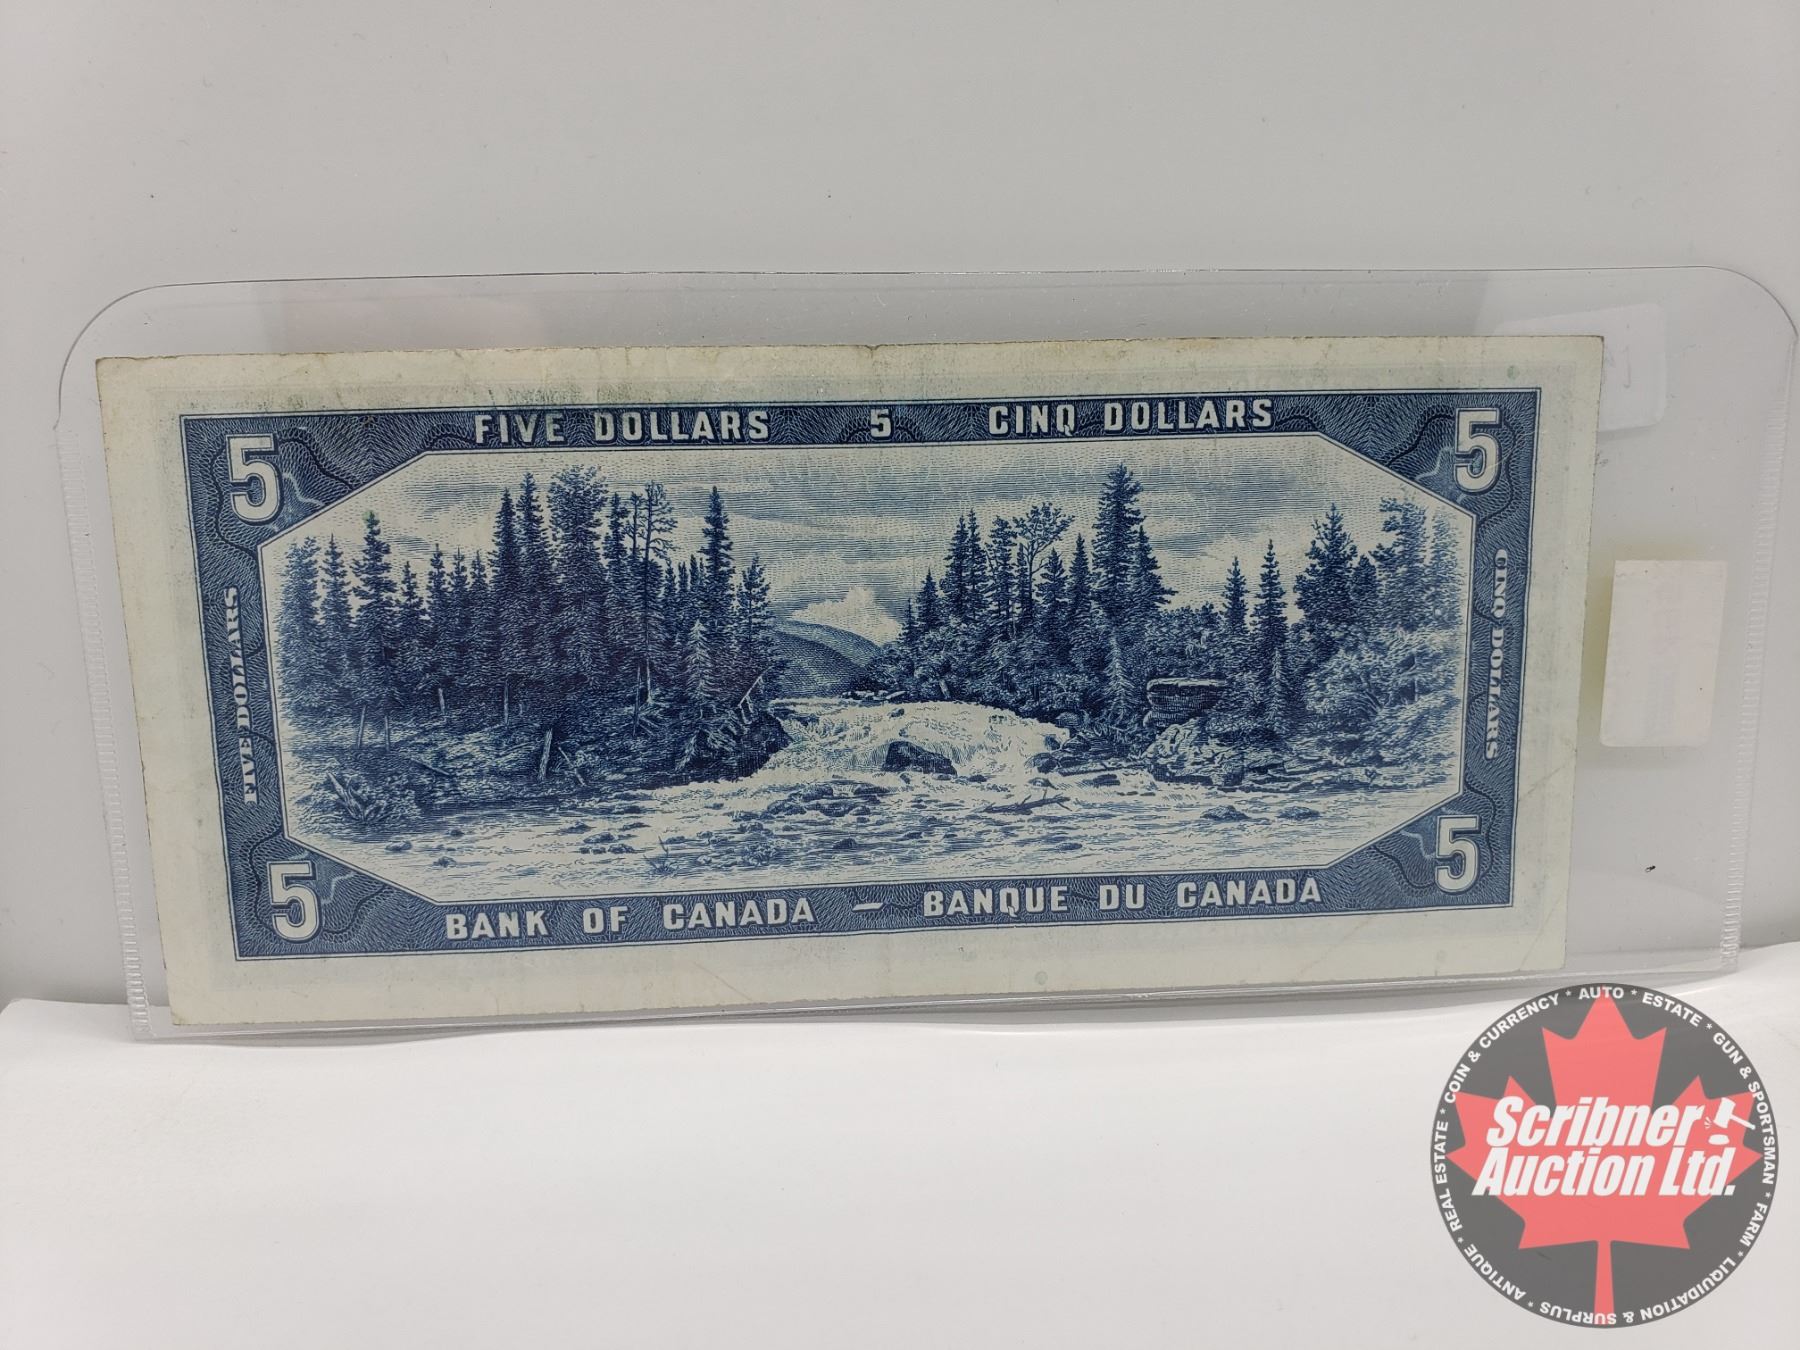 FIVE DOLLARS 5 CINQ DOLLARS
5 5
FIVE DOLLARS
CINQ DOLLARS
5 5
BANK OF CANADA – BANQUE DU CANADA
Scribner
Auction Ltd.
REAL ESTATE * COIN & CURRENCY * AUTO * ESTATE * GUN & SPORTSMAN * FARM * LIQUIDATION & SURPLUS * ANTIQUE *